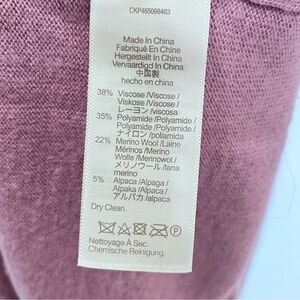 CKP465098463
Made In China
Fabriqué En China
Hergestellt In China
Vervaardigd In China
中国製
hecho en china
38% Viscose/Viscose/
Viskose/Viscose/
レーヨン/viscosa
35% Polyamide/Polyamide/
Polyamide/Polyamide/
ナイロン/poliamida
22% Merino Wool/Laine
Mérinos/Merino
Wolle/Merinowol/
メリノウール/lana
merino
5% Alpaca/Alpaga/
Alpaka/Alpaca/
アルパカ/alpaca
Dry Clean.
Nettoyage À Sec.
Chemische Reinigung.